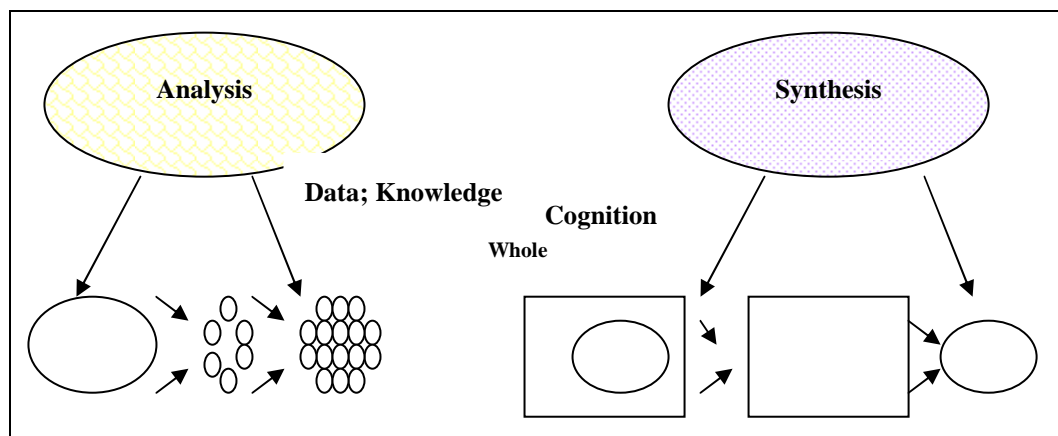 Analysis
Synthesis
Data; Knowledge
Cognition
Whole